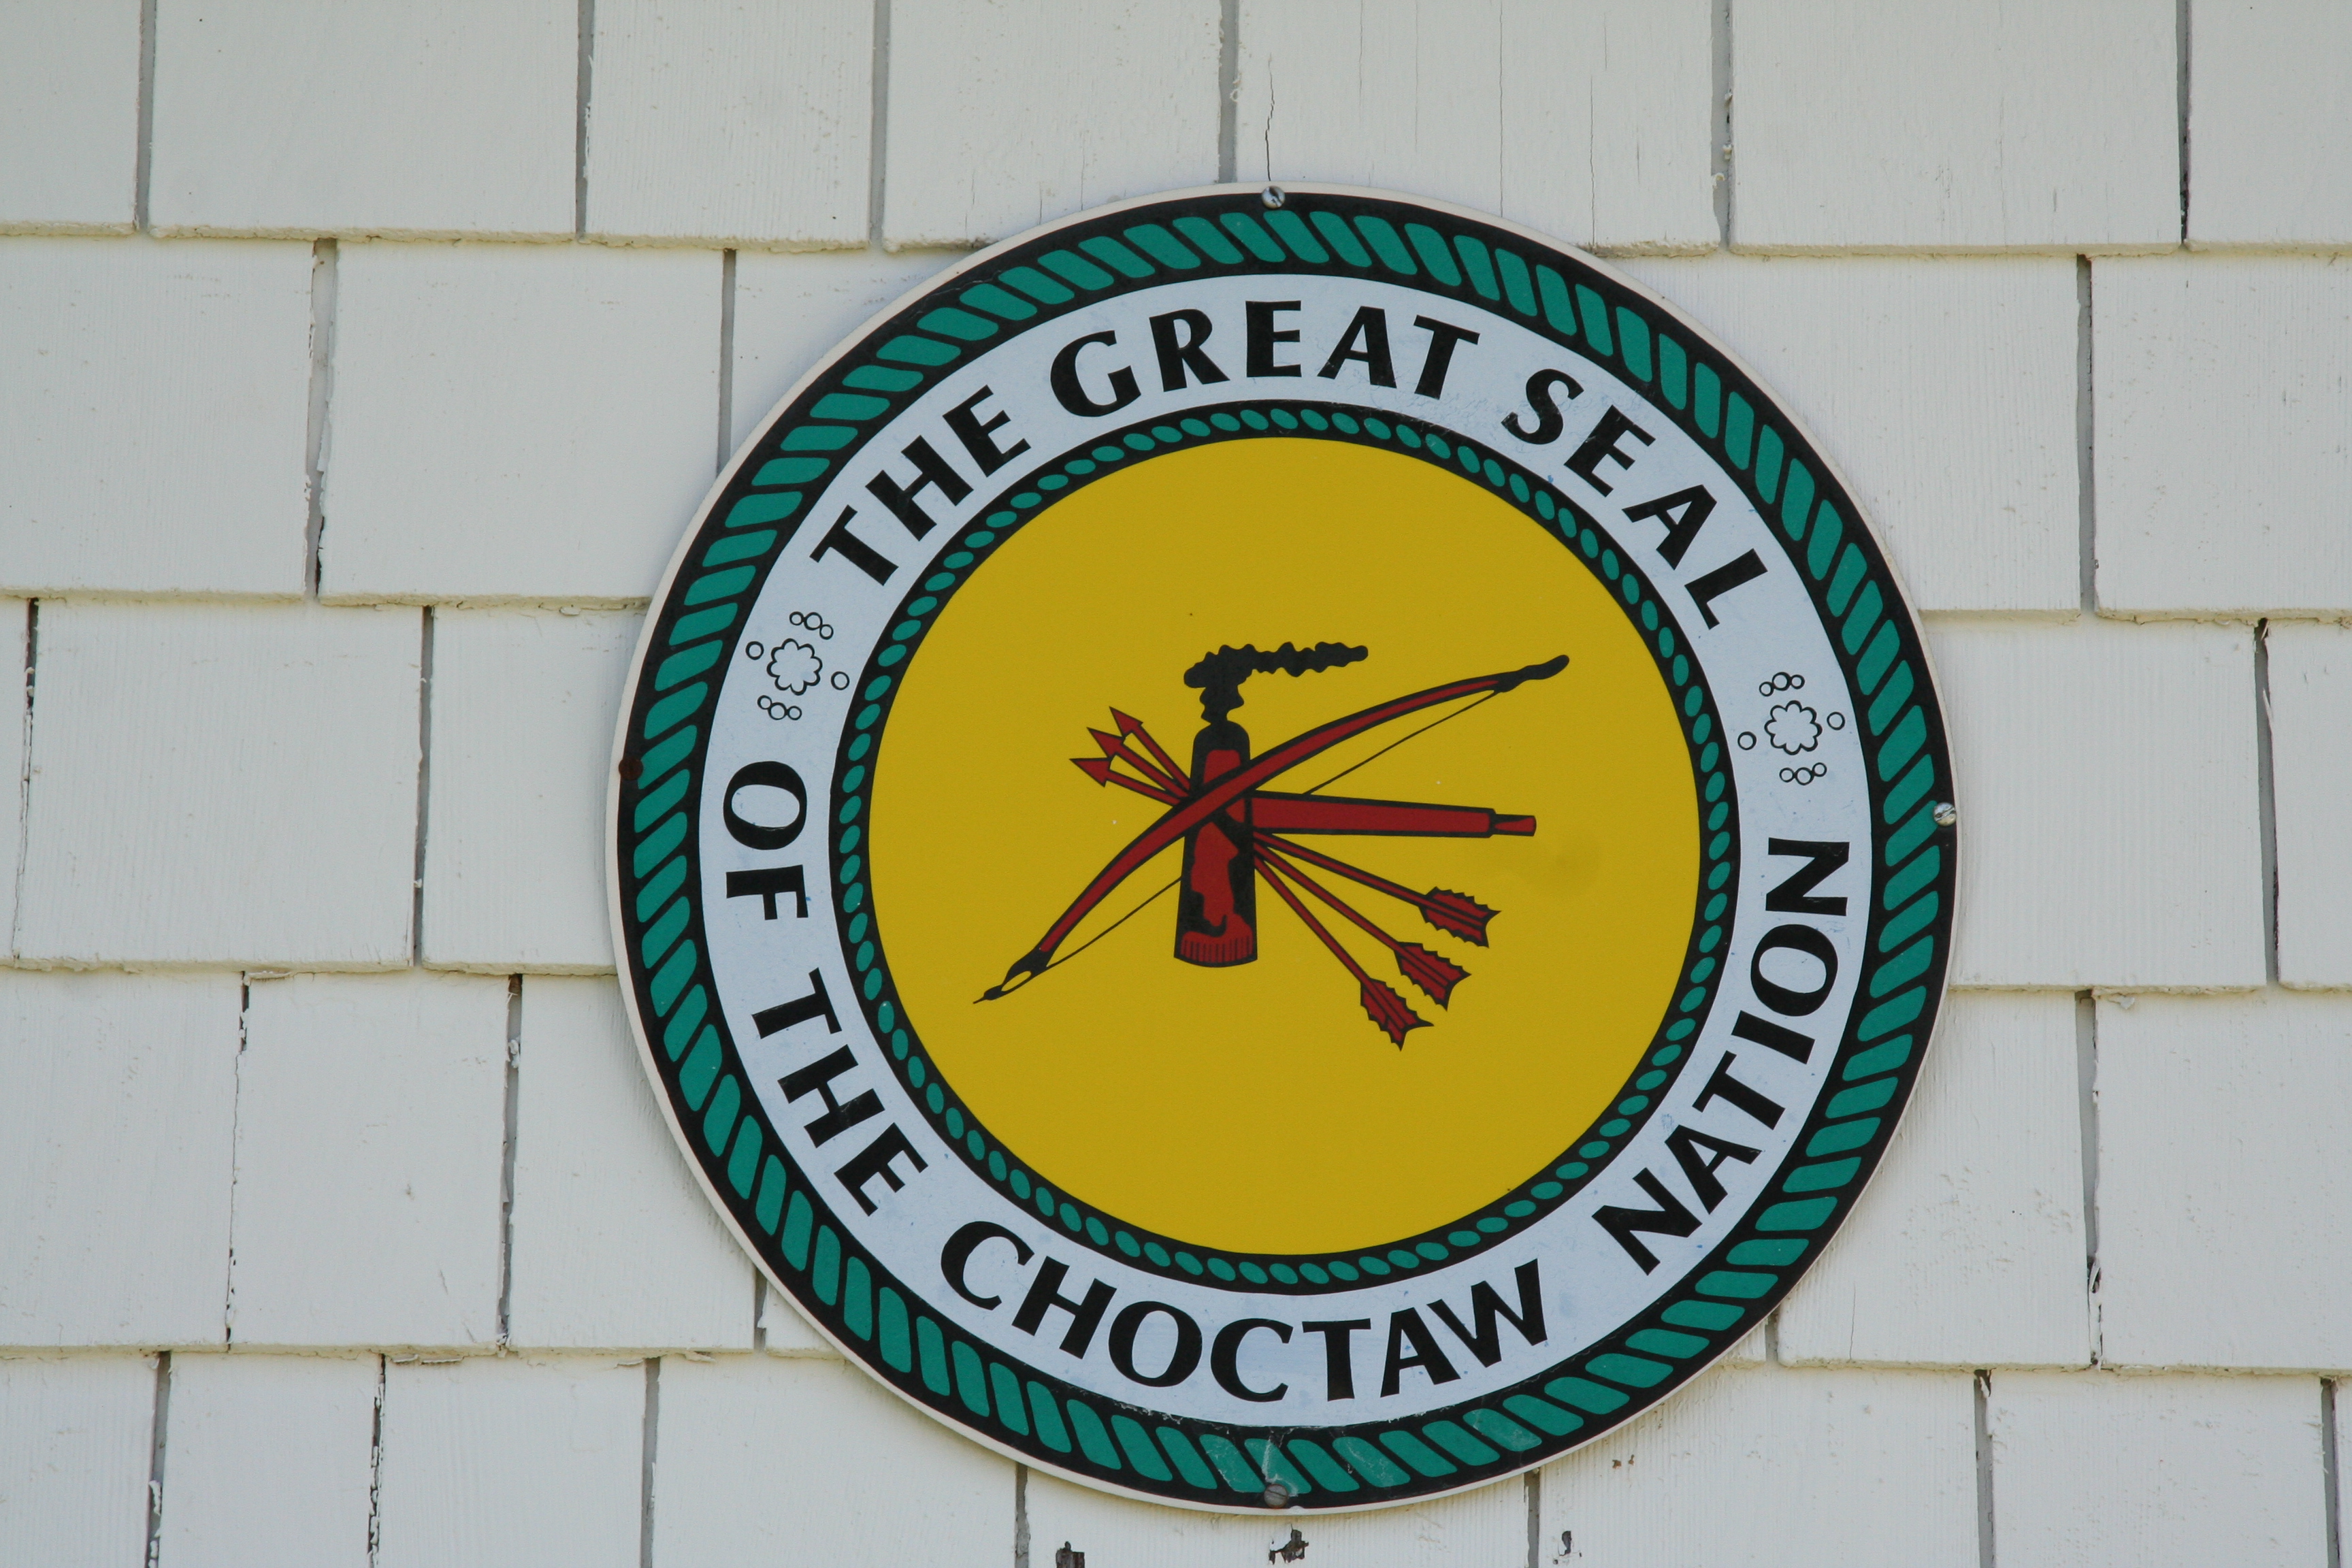 THE GREAT SEAL
OF THE CHOCTAW NATION